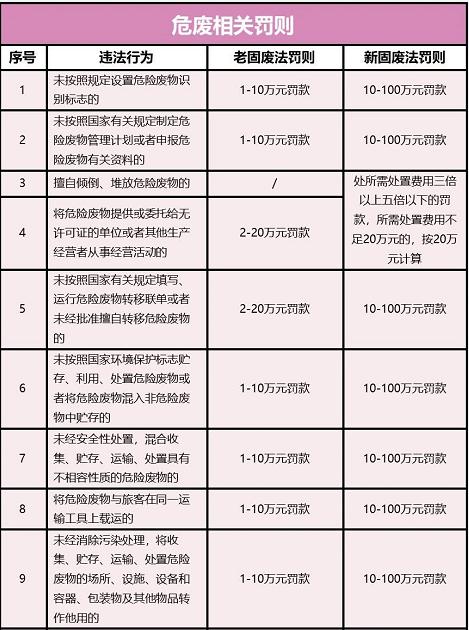 危废相关罚则
序号 违法行为 老固废法罚则 新固废法罚则
1 未按照规定设置危险废物识 1-10万元罚款 10-100万元罚款
别标志的
2 未按照国家有关规定制定危 1-10万元罚款 10-100万元罚款
险废物管理计划或者申报危
险废物有关资料的
3 擅自倾倒、堆放危险废物的 / 处所需处置费用三倍
以上五倍以下的罚
款，所需处置费用不
足20万元的，按20万
元计算
4 将危险废物提供或委托给无 2-20万元罚款
许可证的单位或者其他生产
经营者从事经营活动的
5 未按照国家有关规定填写、 2-20万元罚款 10-100万元罚款
运行危险废物转移联单或者
未经批准擅自转移危险废物
的
6 未按照国家环境保护标志贮 1-10万元罚款 10-100万元罚款
存、利用、处置危险废物或
者将危险废物混入非危险废
物中贮存的
7 未经安全性处置，混合收 1-10万元罚款 10-100万元罚款
集、贮存、运输、处置具有
不相容性质的危险废物的
8 将危险废物与旅客在同一运 1-10万元罚款 10-100万元罚款
输工具上载运的
9 未经消除污染处理，将收 1-10万元罚款 10-100万元罚款
集、贮存、运输、处置危险
废物的场所、设施、设备和
容器、包装物及其他物品转
作他用的